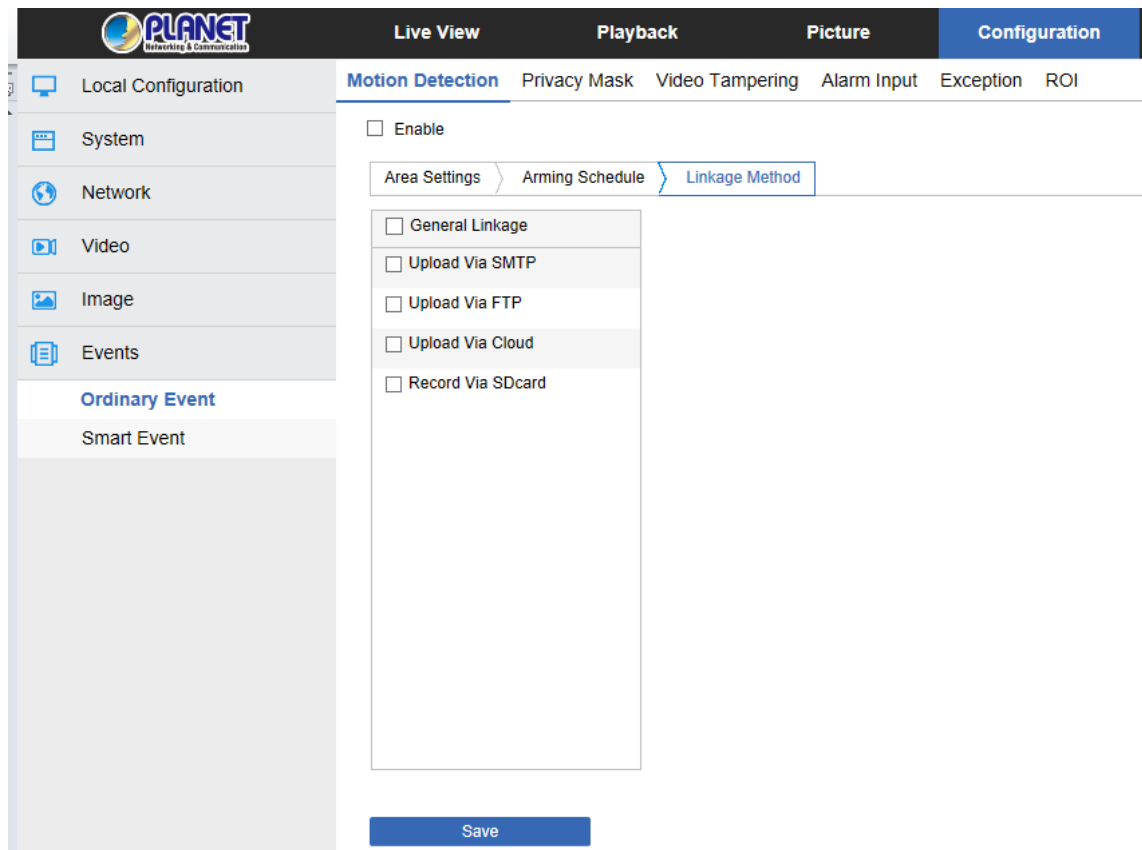 PLANET
Networking & Communication
Live View Playback Picture Configuration
Local Configuration
System
Network
Video
Image
Events
Ordinary Event
Smart Event
Motion Detection Privacy Mask Video Tampering Alarm Input Exception ROI
Enable
Area Settings Arming Schedule Linkage Method
General Linkage
Upload Via SMTP
Upload Via FTP
Upload Via Cloud
Record Via SDcard
Save